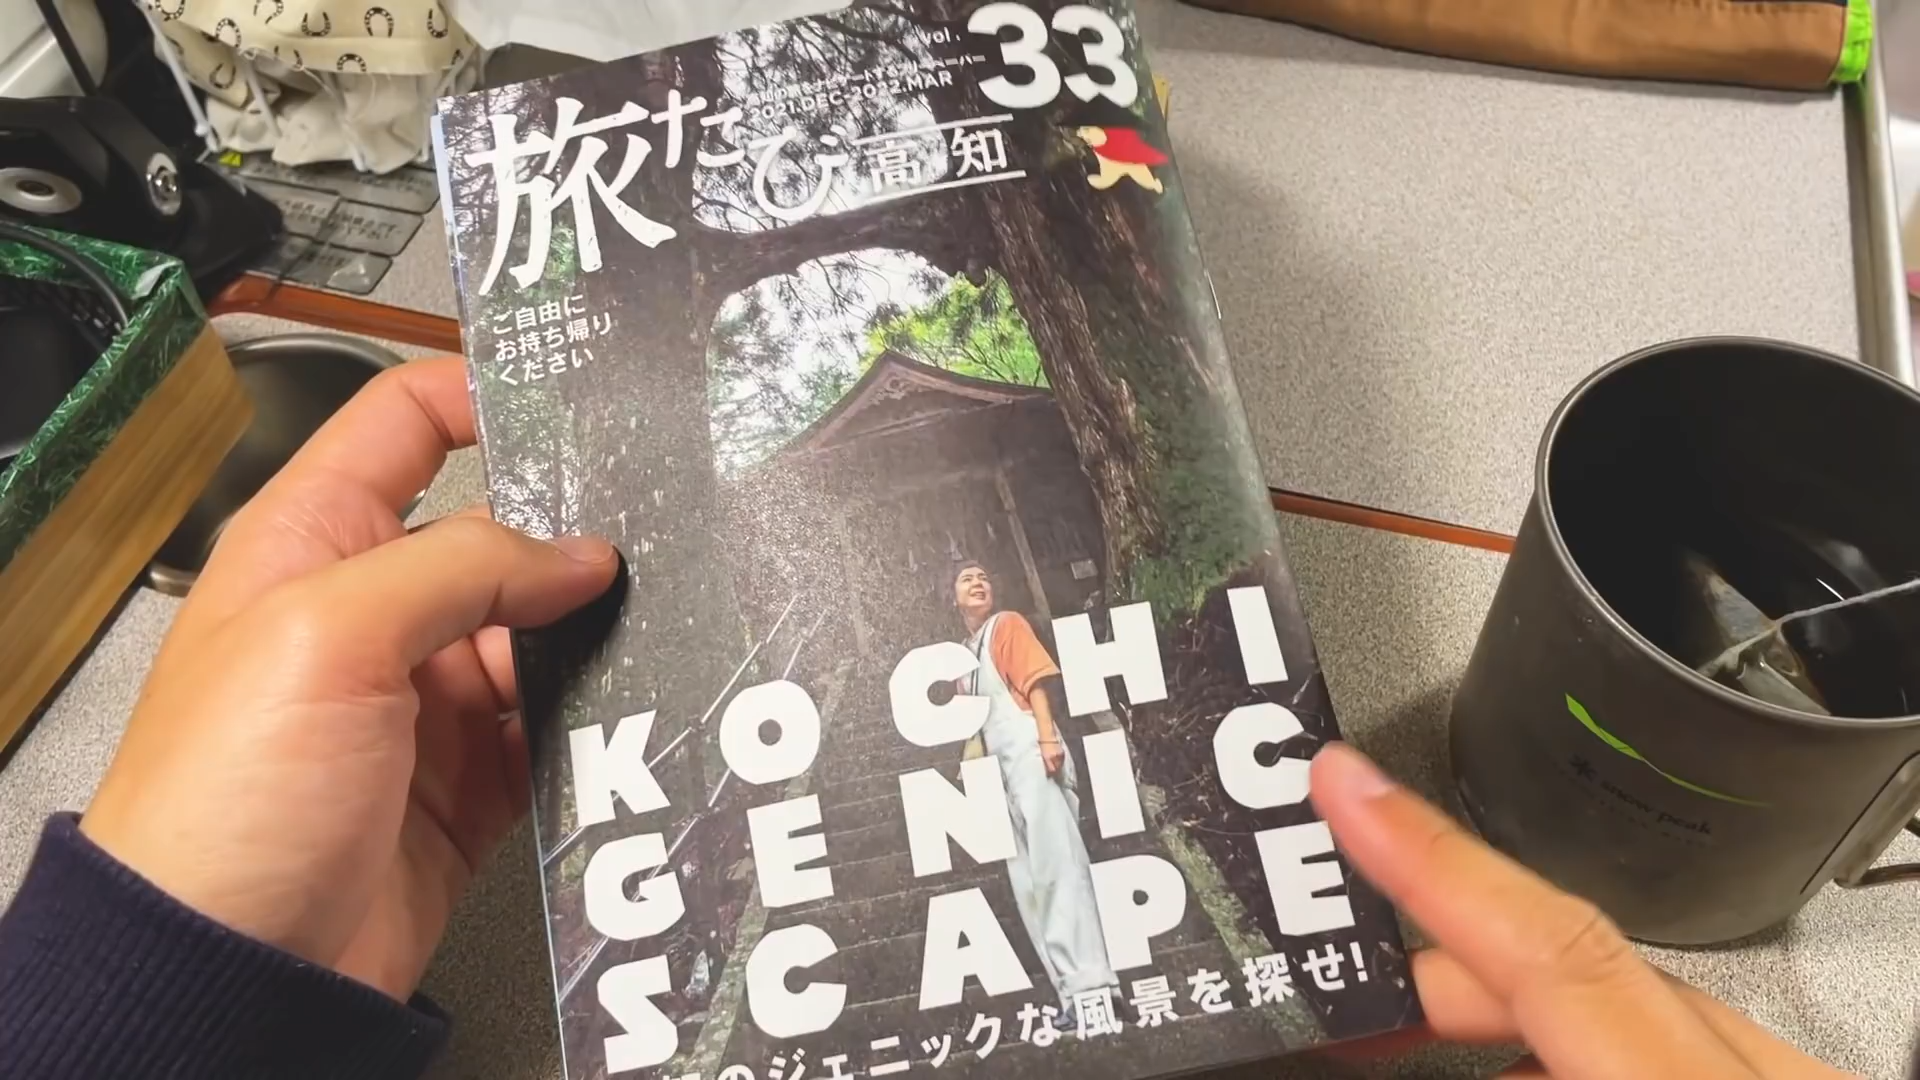 vol. 33
2021.DEC-2022.MAR
旅たび高知
ご自由に
お持ち帰り
ください
KOCHI
GENIC
SCAPE
のジェニックな風景を探せ!
snow peak